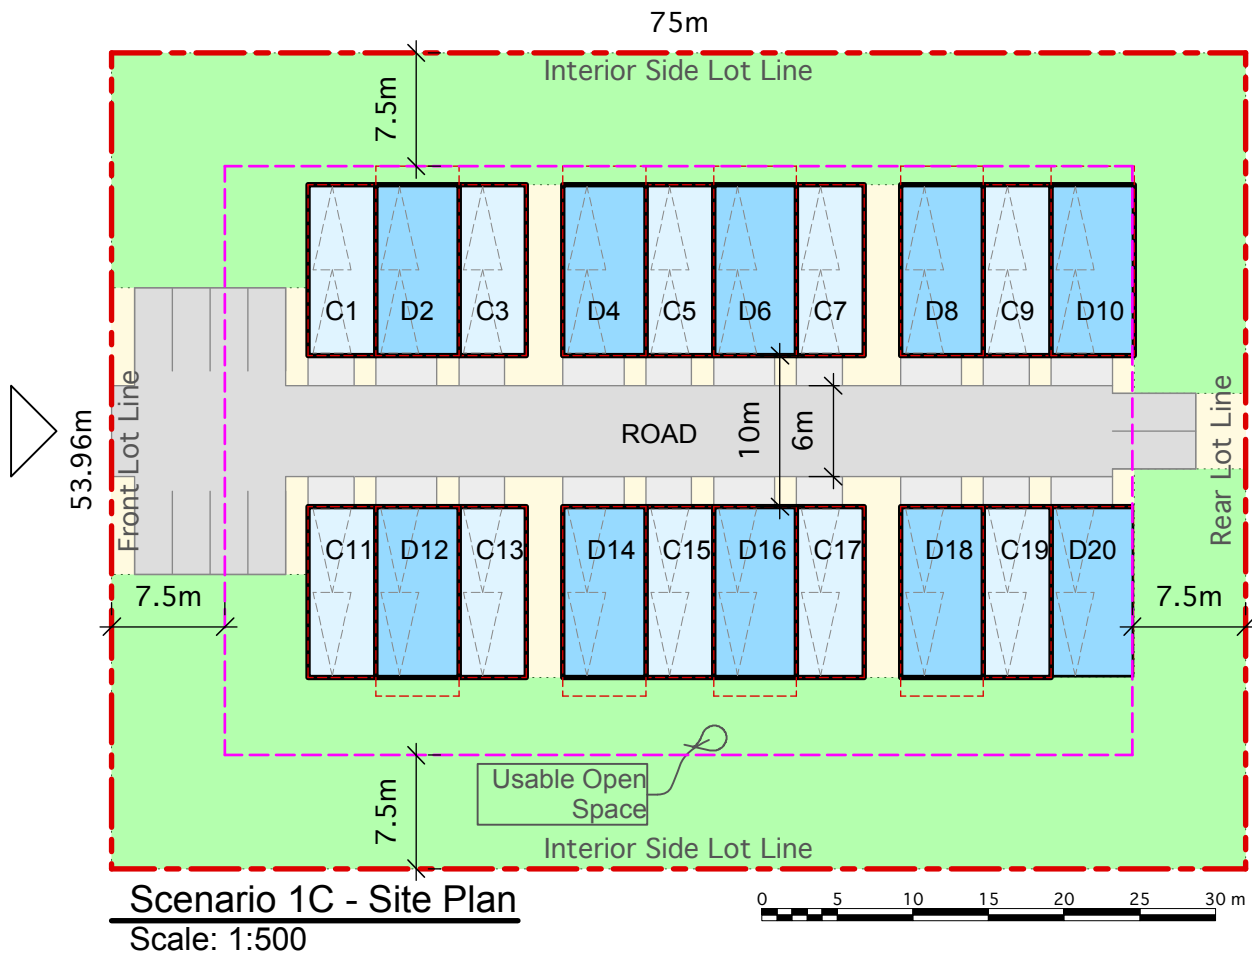 75m
Interior Side Lot Line
7.5m
C1
D2
C3
D4
C5
D6
C7
D8
C9
D10
53.96m
Front Lot Line
ROAD
10m
6m
Rear Lot Line
C11
D12
C13
D14
C15
D16
C17
D18
C19
D20
7.5m
7.5m
Usable Open
Space
7.5m
Interior Side Lot Line
Scenario 1C - Site Plan
Scale: 1:500
0 5 10 15 20 25 30 m